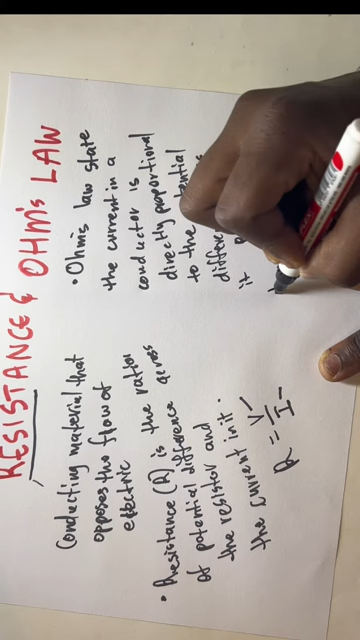 RESISTANCE & OHM's LAW
Conducting material that
opposes the flow of
electric
• Resistance (R) is the ratio
of potential difference across
the resistor and
the current in it.
R = V
I
• Ohm's law state
the current in a
conductor is
directly proportional
to the
differe
it